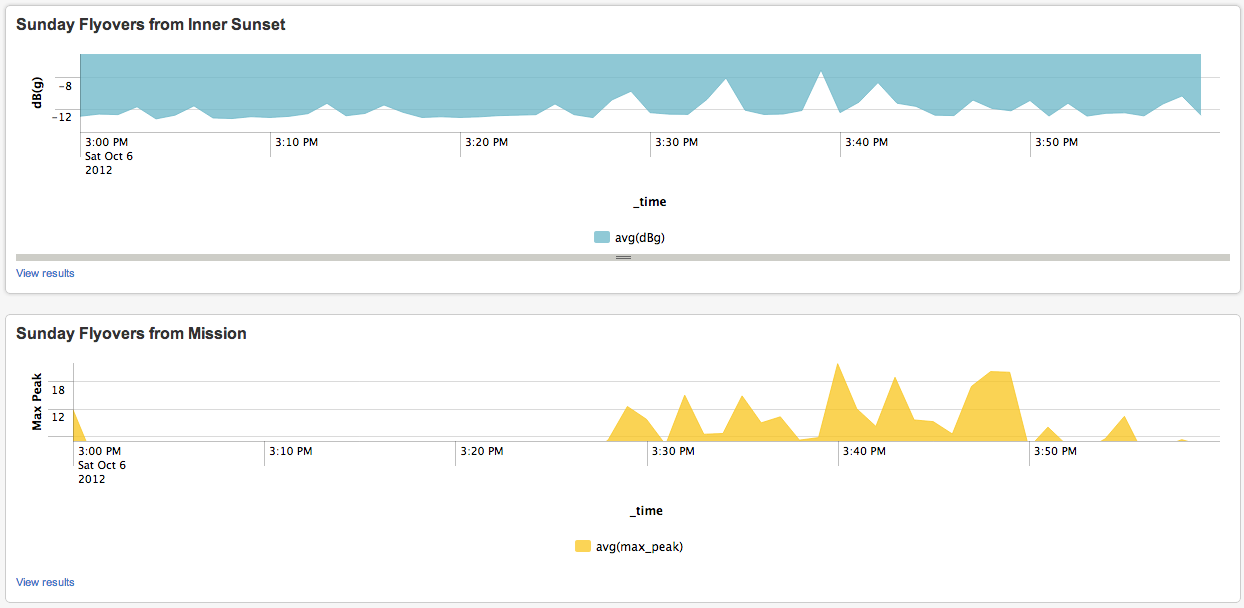 Sunday Flyovers from Inner Sunset
dB(g)
-8
-12
3:00 PM 3:10 PM 3:20 PM 3:30 PM 3:40 PM 3:50 PM
Sat Oct 6
2012
_time
avg(dBg)
View results
Sunday Flyovers from Mission
Max Peak
18
12
3:00 PM 3:10 PM 3:20 PM 3:30 PM 3:40 PM 3:50 PM
Sat Oct 6
2012
_time
avg(max_peak)
View results